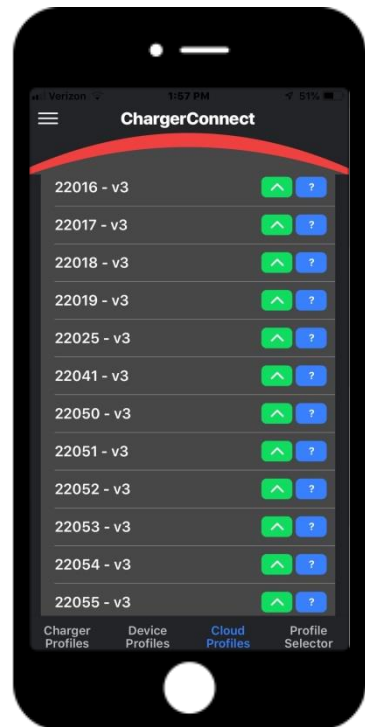 Verizon 1:57 PM 51%
ChargerConnect
22016 - v3 ?
22017 - v3 ?
22018 - v3 ?
22019 - v3 ?
22025 - v3 ?
22041 - v3 ?
22050 - v3 ?
22051 - v3 ?
22052 - v3 ?
22053 - v3 ?
22054 - v3 ?
22055 - v3 ?
Charger Profiles
Device Profiles
Cloud Profiles
Profile Selector